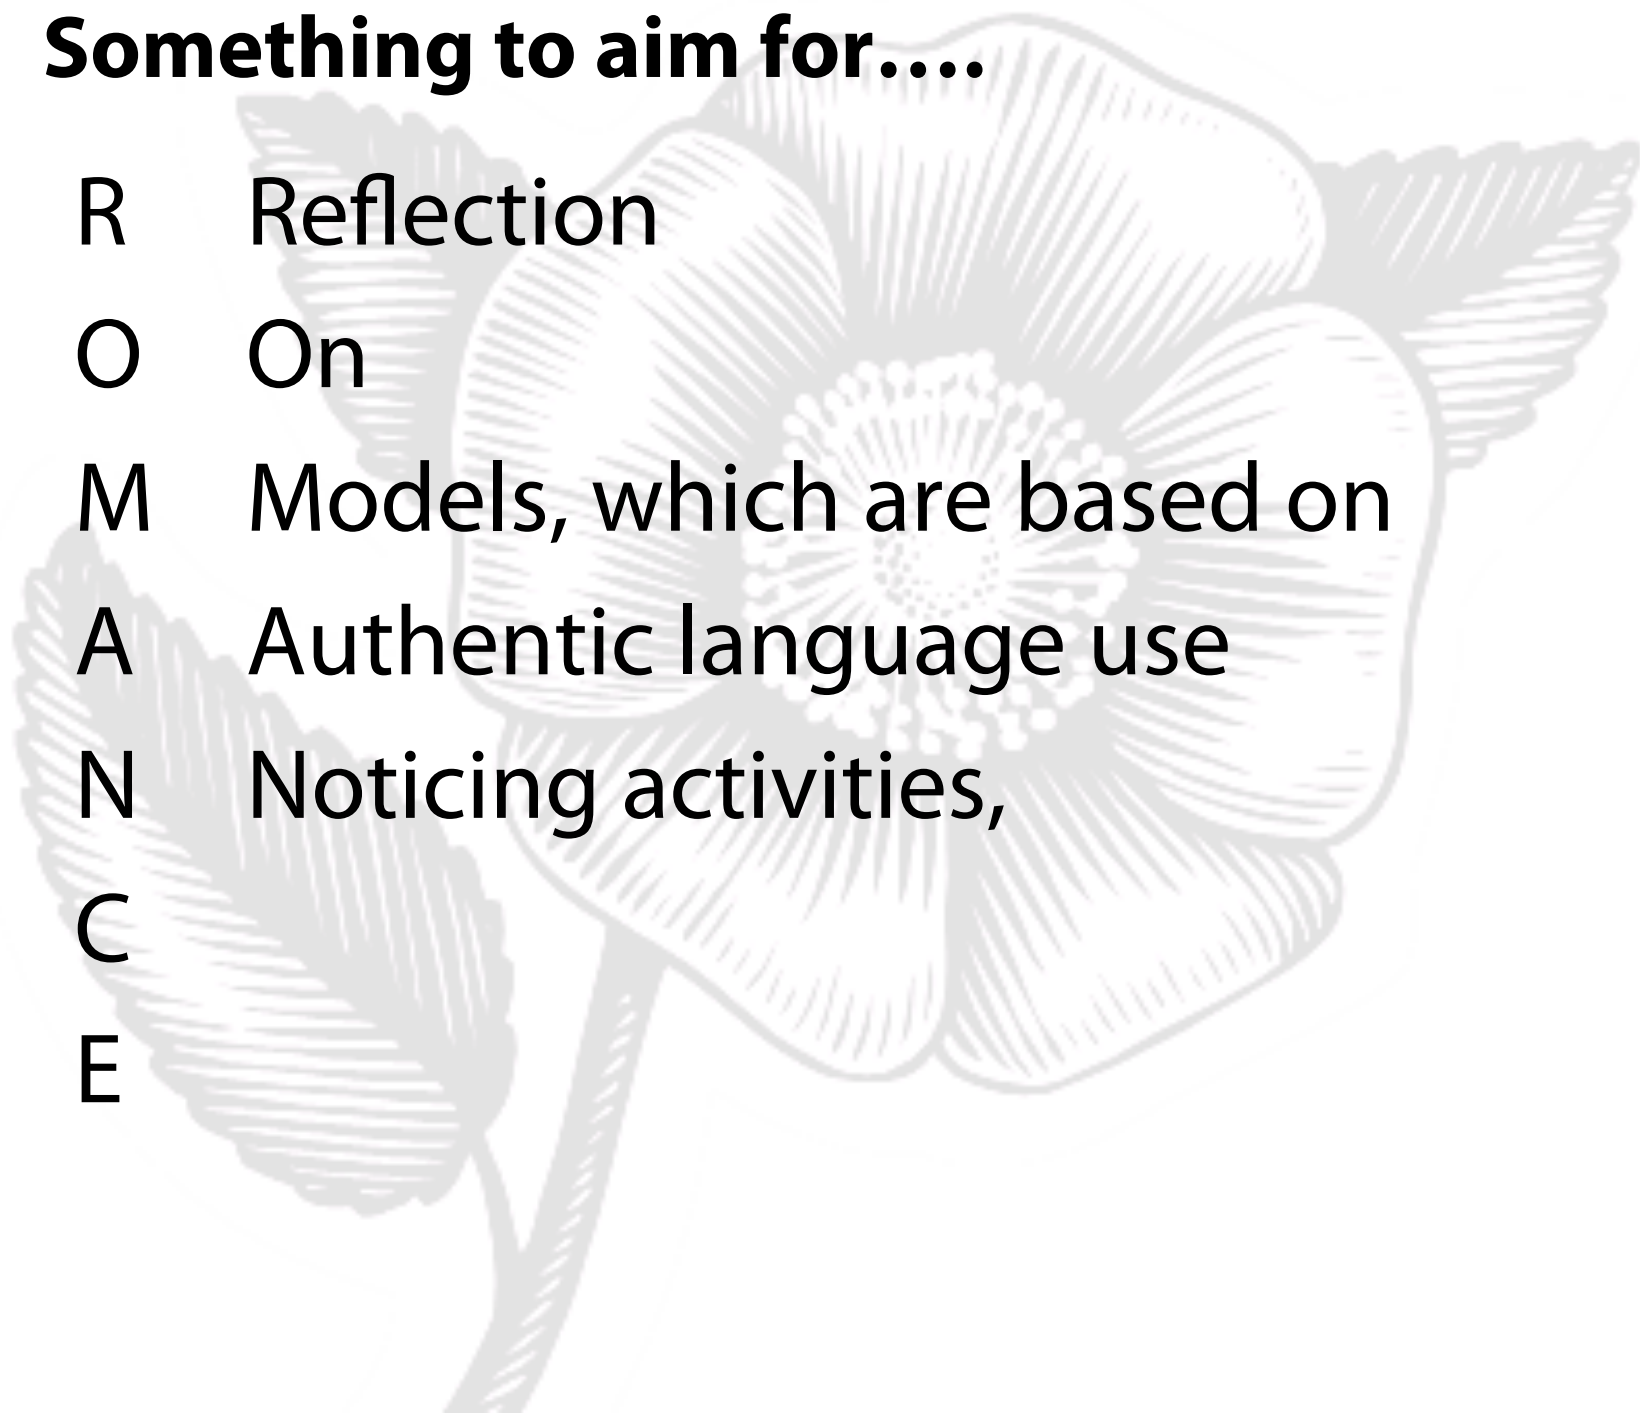 Something to aim for….
R Reflection
O On
M Models, which are based on
A Authentic language use
N Noticing activities,
C
E